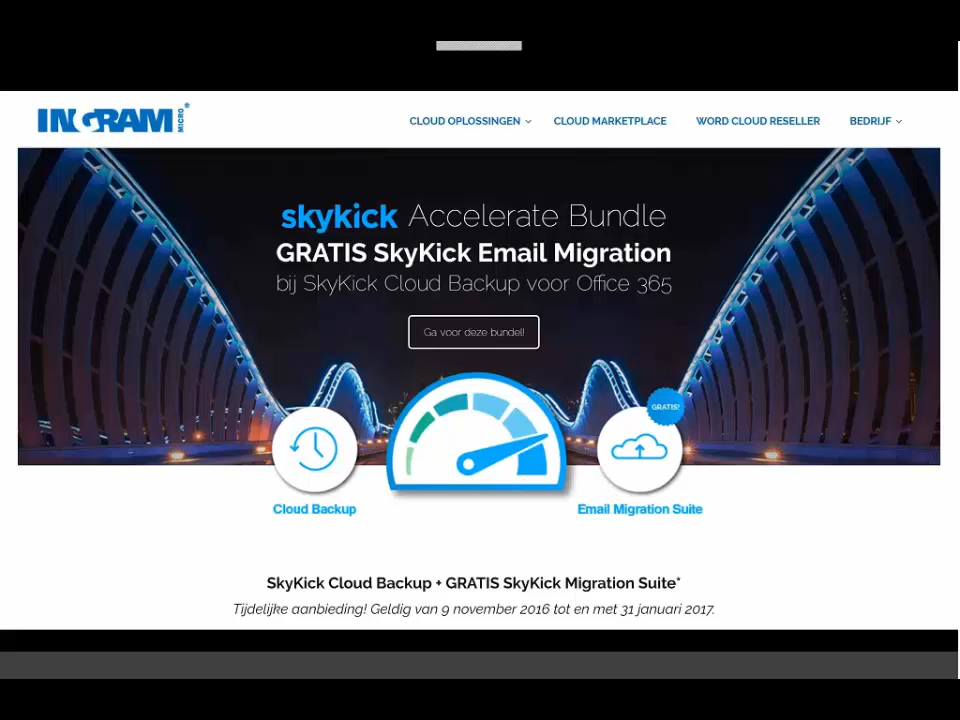 INGRAM MICRO®
CLOUD OPLOSSINGEN CLOUD MARKETPLACE WORD CLOUD RESELLER BEDRIJF
skykick Accelerate Bundle
GRATIS SkyKick Email Migration
bij SkyKick Cloud Backup voor Office 365
Ga voor deze bundel!
GRATIS!
Cloud Backup
Email Migration Suite
SkyKick Cloud Backup + GRATIS SkyKick Migration Suite*
Tijdelijke aanbieding! Geldig van 9 november 2016 tot en met 31 januari 2017.